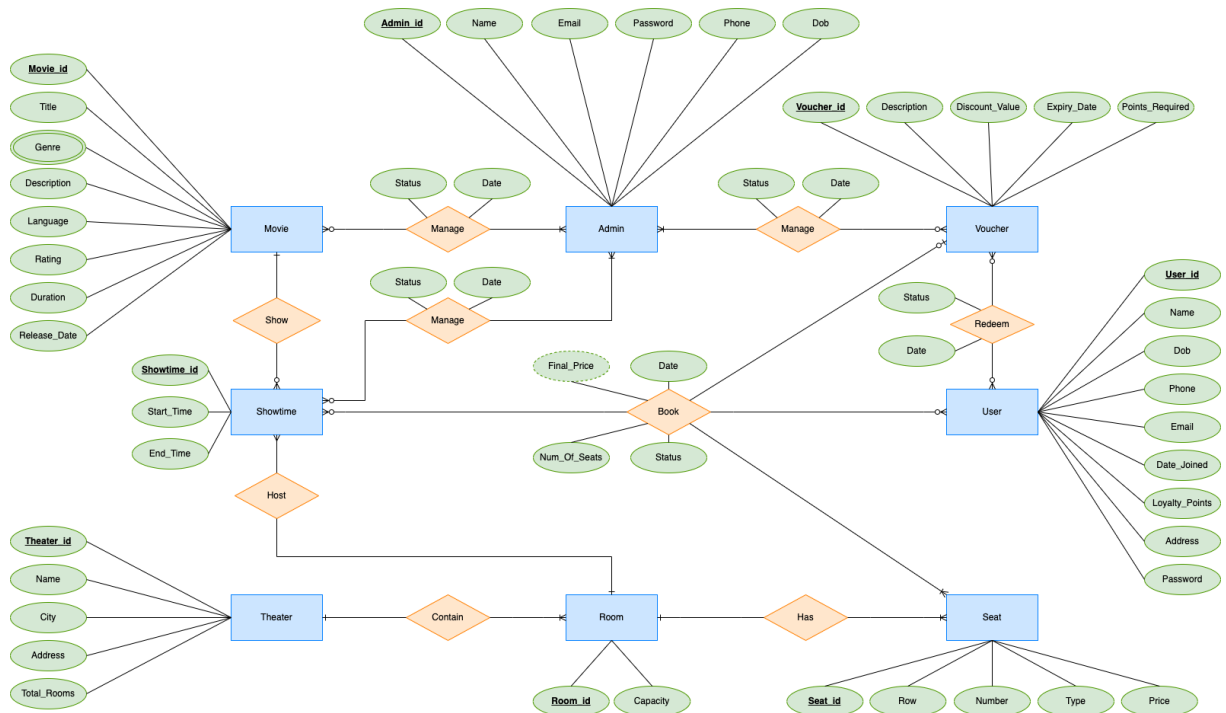 Admin_id
Name
Email
Password
Phone
Dob
Movie_id
Title
Genre
Description
Language
Rating
Duration
Release_Date
Voucher_id
Description
Discount_Value
Expiry_Date
Points_Required
Status
Date
Status
Date
Movie
Manage
Admin
Manage
Voucher
Status
Date
Show
Manage
Status
Redeem
Date
User_id
Name
Dob
Phone
Email
Date_Joined
Loyalty_Points
Address
Password
Final_Price
Date
Showtime_id
Start_Time
End_Time
Showtime
Book
User
Num_Of_Seats
Status
Host
Theater_id
Name
City
Address
Total_Rooms
Theater
Contain
Room
Has
Seat
Room_id
Capacity
Seat_id
Row
Number
Type
Price